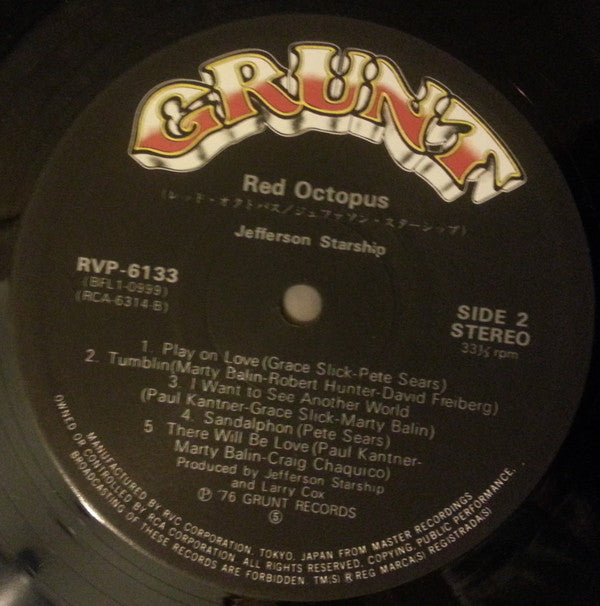 GRUNT
Red Octopus
(レッド・オクトパス/ジェファソン・スターシップ)
Jefferson Starship
RVP-6133
(BFL1-0999)
(RCA-6314-B)
SIDE 2
STEREO
33⅓ rpm
1. Play on Love (Grace Slick-Pete Sears)
2. Tumblin (Marty Balin-Robert Hunter-David Freiberg)
3. I Want to See Another World
(Paul Kantner-Grace Slick-Marty Balin)
4. Sandalphon (Pete Sears)
5 There Will Be Love (Paul Kantner-
Marty Balin-Craig Chaquico)
Produced by Jefferson Starship
and Larry Cox
Ⓟ '76 GRUNT RECORDS
⑤
MANUFACTURED BY RVC CORPORATION, TOKYO, JAPAN FROM MASTER RECORDINGS
OWNED OR CONTROLLED BY RCA CORPORATION. ALL RIGHTS RESERVED. COPYING, PUBLIC PERFORMANCE,
BROADCASTING OF THESE RECORDS ARE FORBIDDEN. TM(S) R REG MARCA(S) REGISTRADA(S)